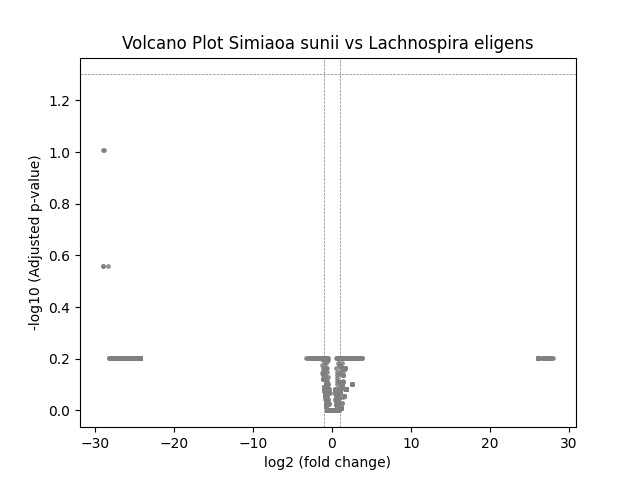 Volcano Plot Simiaoa sunii vs Lachnospira eligens
-log10 (Adjusted p-value)
1.2
1.0
0.8
0.6
0.4
0.2
0.0
−30 −20 −10 0 10 20 30
log2 (fold change)